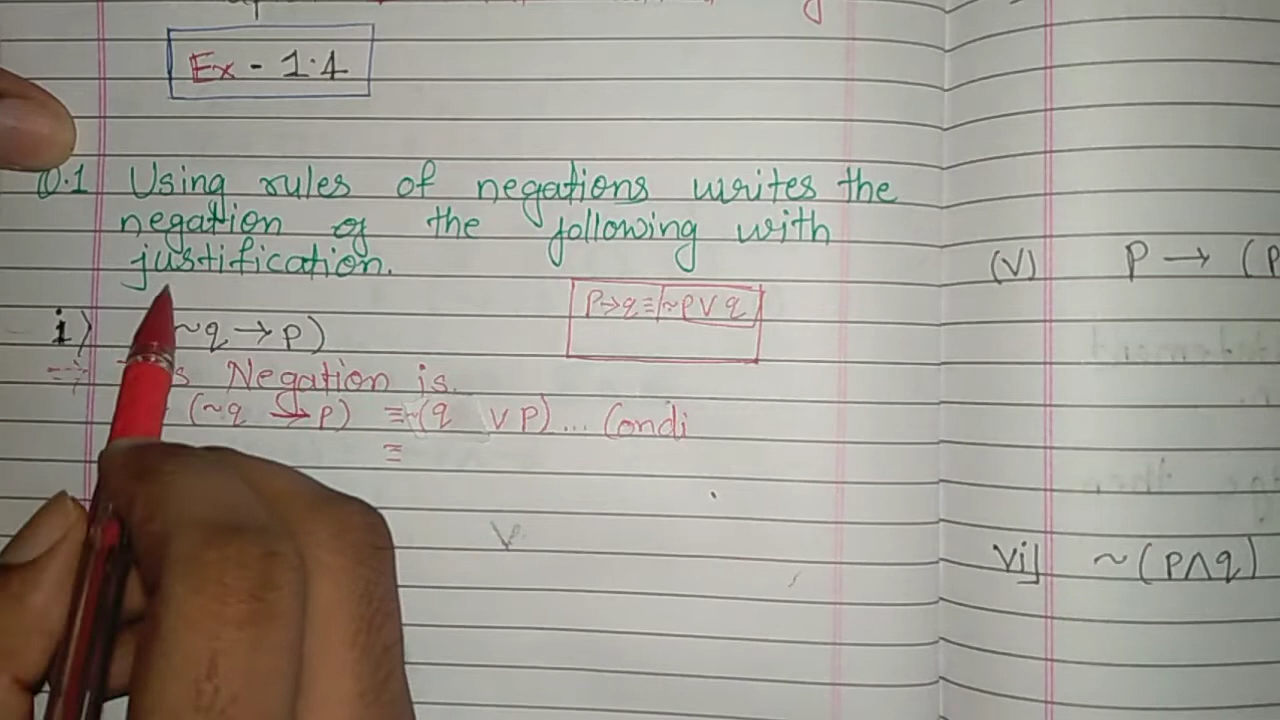 Ex - 1.4
Q.1 Using rules of negations writes the
negation of the following with
justification.
P→q≡~p∨q
i) ~q→p)
Negation is.
(~q→p) ≡~(q ∨ p)... Condi
≡
(V) P → (P
Vi) ~(p∧q)